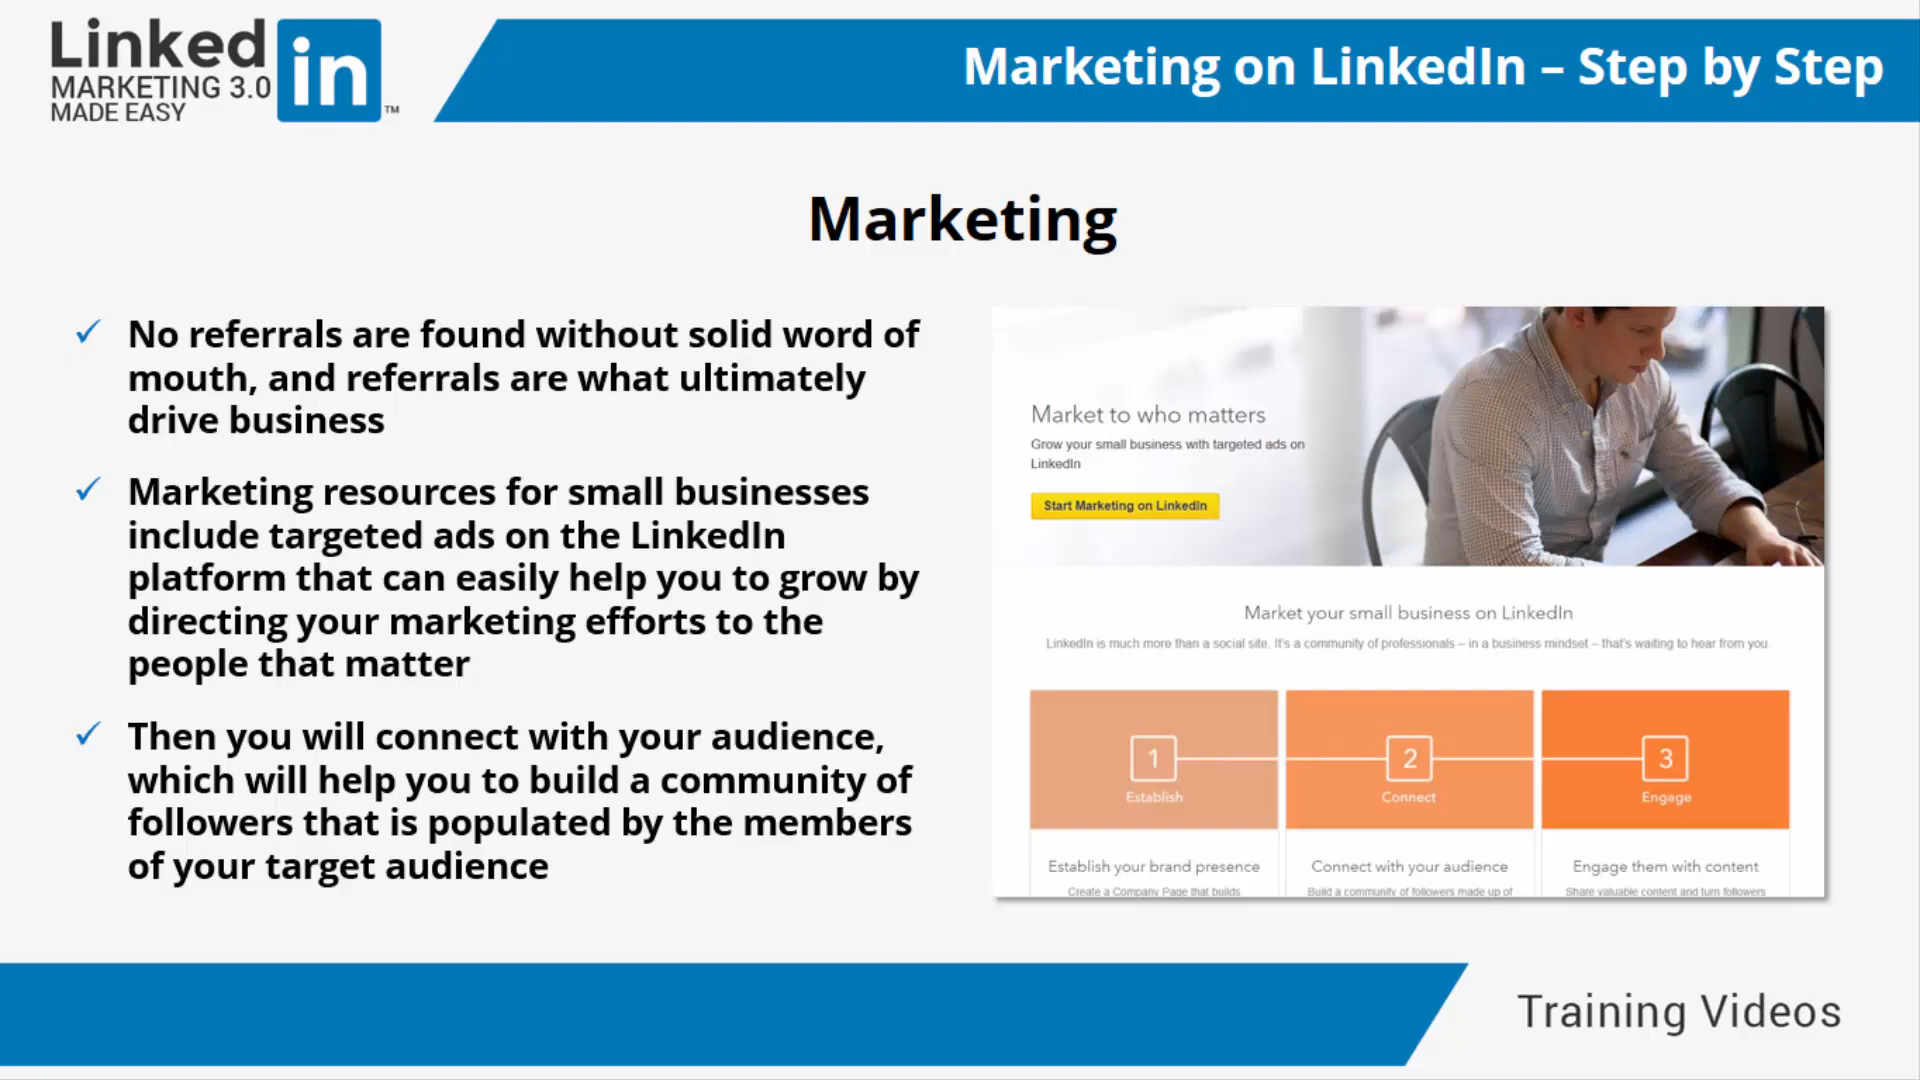 Linked in
MARKETING 3.0
MADE EASY
™
Marketing on LinkedIn – Step by Step
Marketing
✓ No referrals are found without solid word of
mouth, and referrals are what ultimately
drive business
✓ Marketing resources for small businesses
include targeted ads on the LinkedIn
platform that can easily help you to grow by
directing your marketing efforts to the
people that matter
✓ Then you will connect with your audience,
which will help you to build a community of
followers that is populated by the members
of your target audience
Market to who matters
Grow your small business with targeted ads on
LinkedIn
Start Marketing on LinkedIn
Market your small business on LinkedIn
LinkedIn is much more than a social site. It's a community of professionals – in a business mindset – that's waiting to hear from you.
1 2 3
Establish Connect Engage
Establish your brand presence Connect with your audience Engage them with content
Create a Company Page that builds Build a community of followers made up of Share valuable content and turn followers
Training Videos